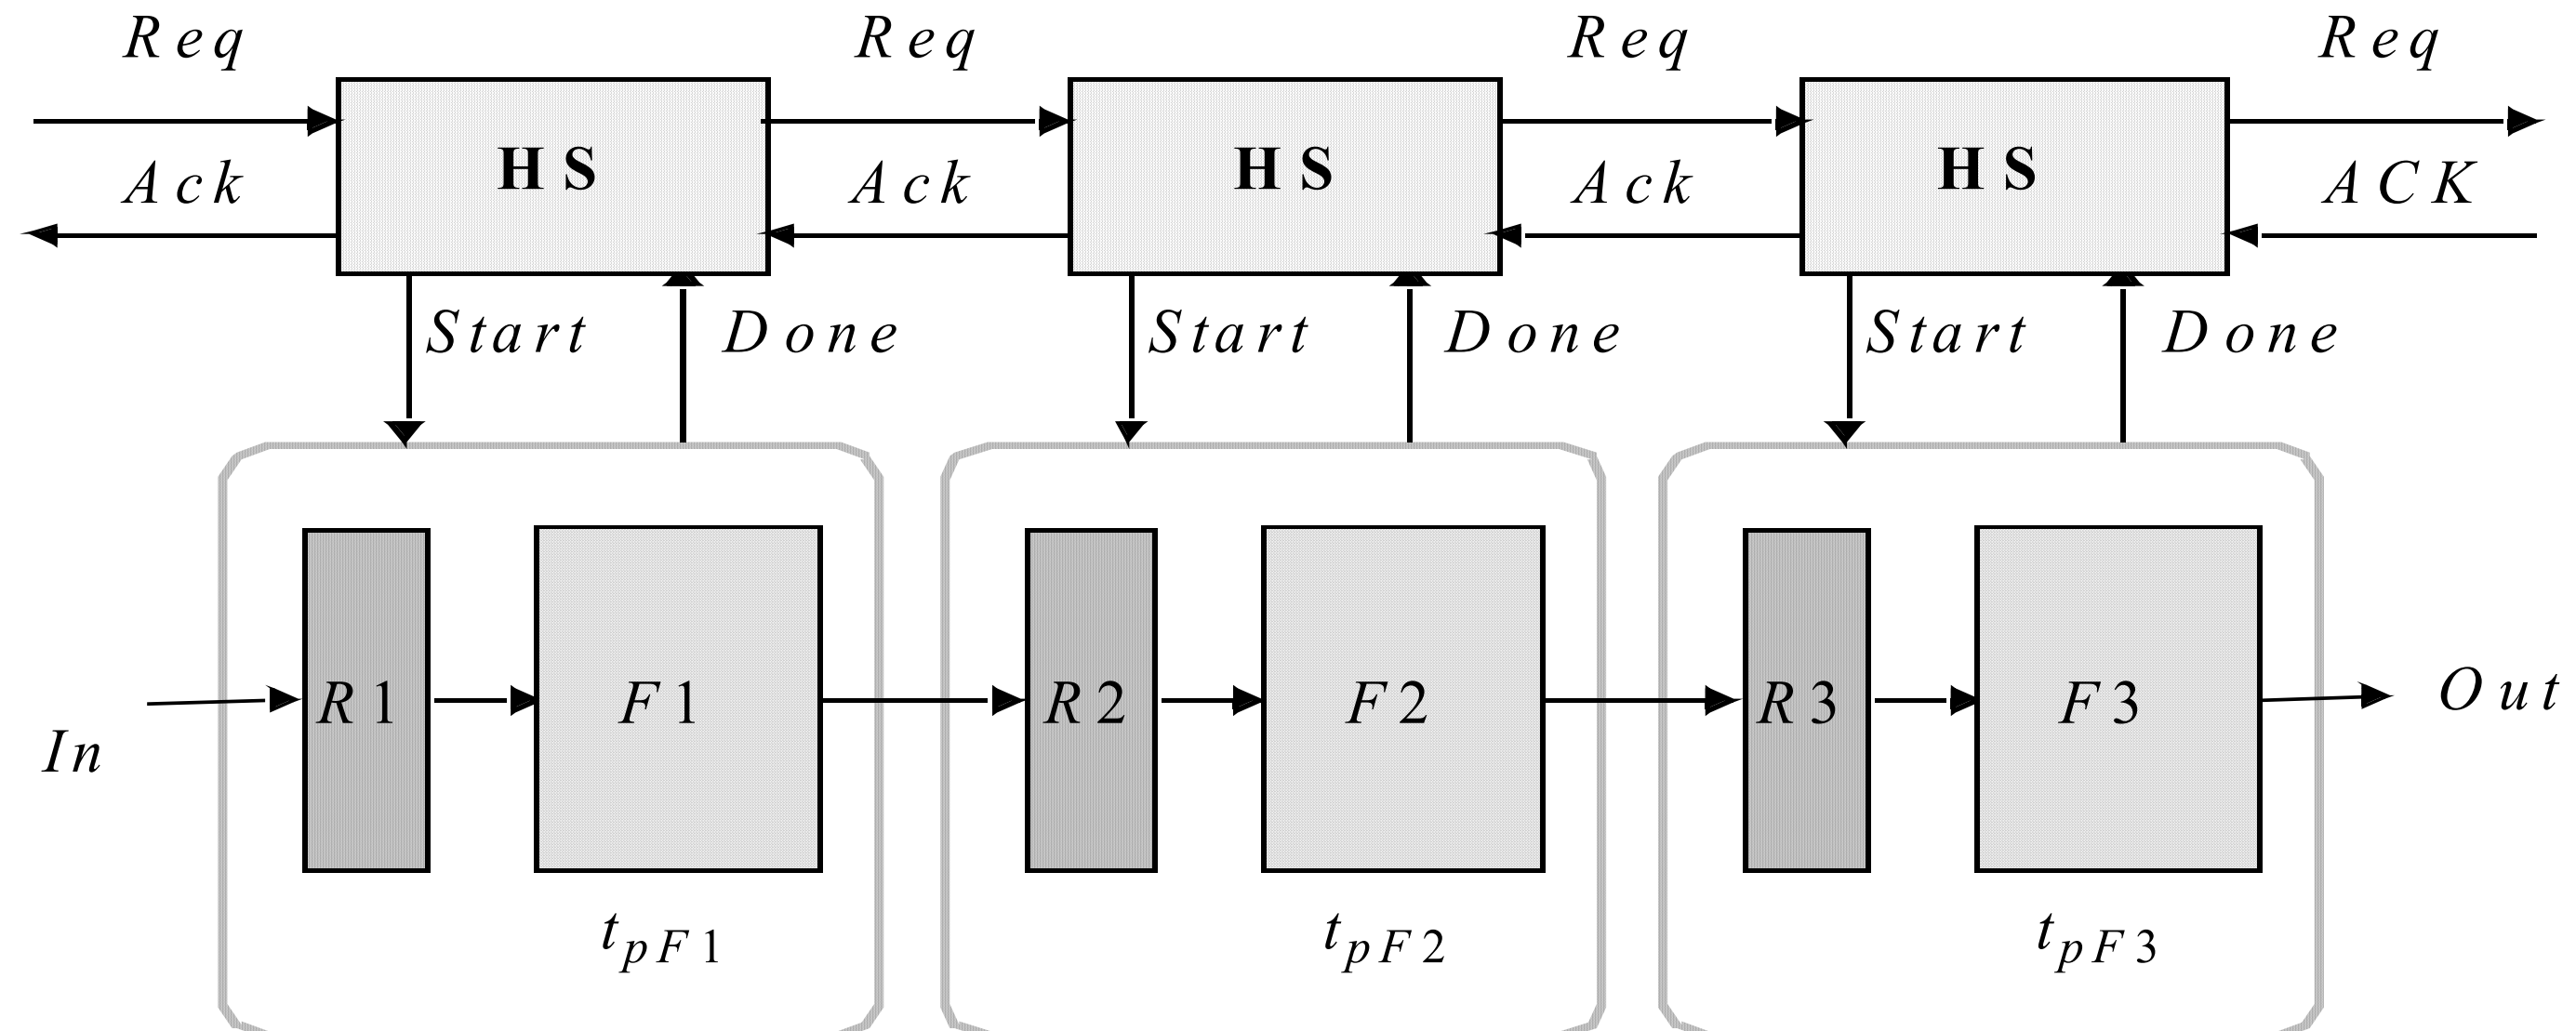 Req Req Req Req
HS HS HS
Ack Ack Ack ACK
Start Done Start Done Start Done
R1 F1 R2 F2 R3 F3 Out
In
tpF1 tpF2 tpF3